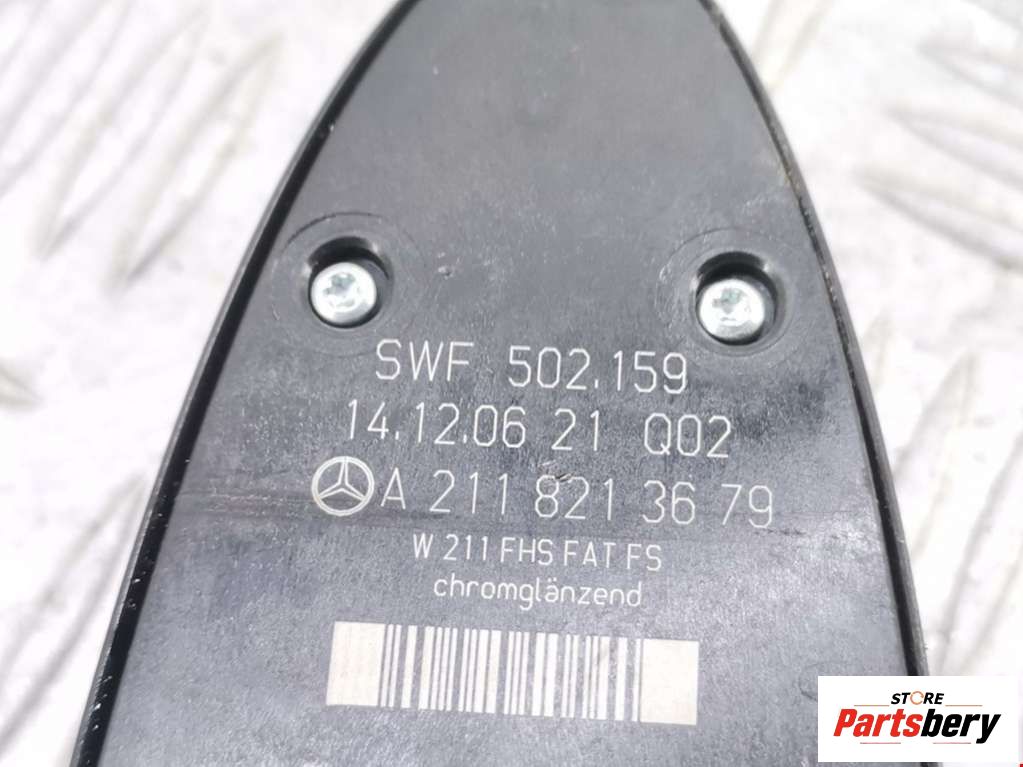 SWF 502.159
14.12.06 21 Q02
A 211 821 36 79
W 211 FHS FAT FS
chromglänzend
STORE
Partsbery